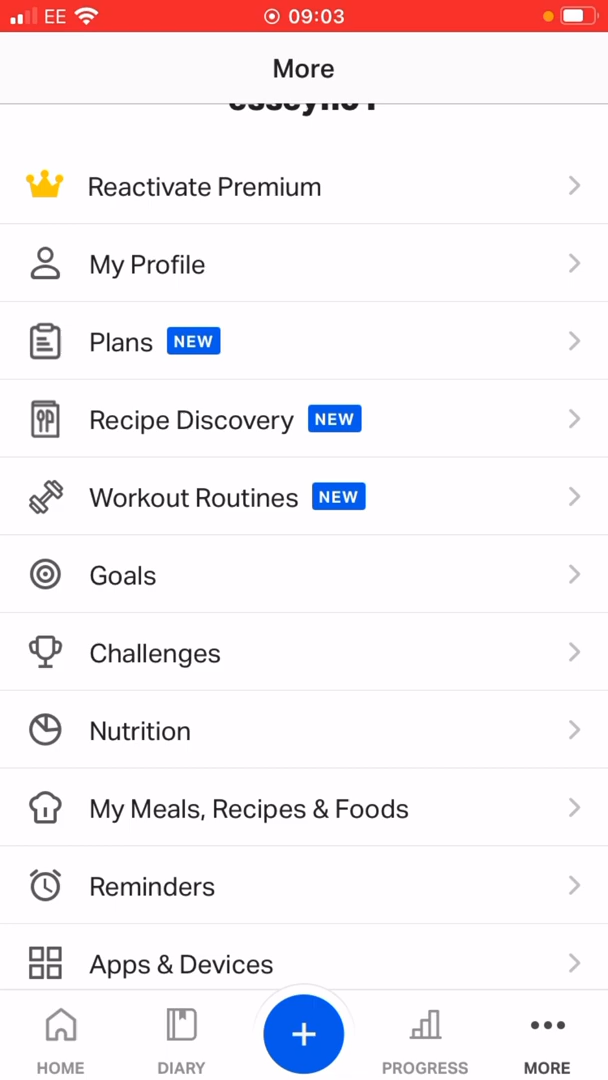 EE 09:03
More
Reactivate Premium
My Profile
Plans NEW
Recipe Discovery NEW
Workout Routines NEW
Goals
Challenges
Nutrition
My Meals, Recipes & Foods
Reminders
Apps & Devices
HOME DIARY + PROGRESS MORE